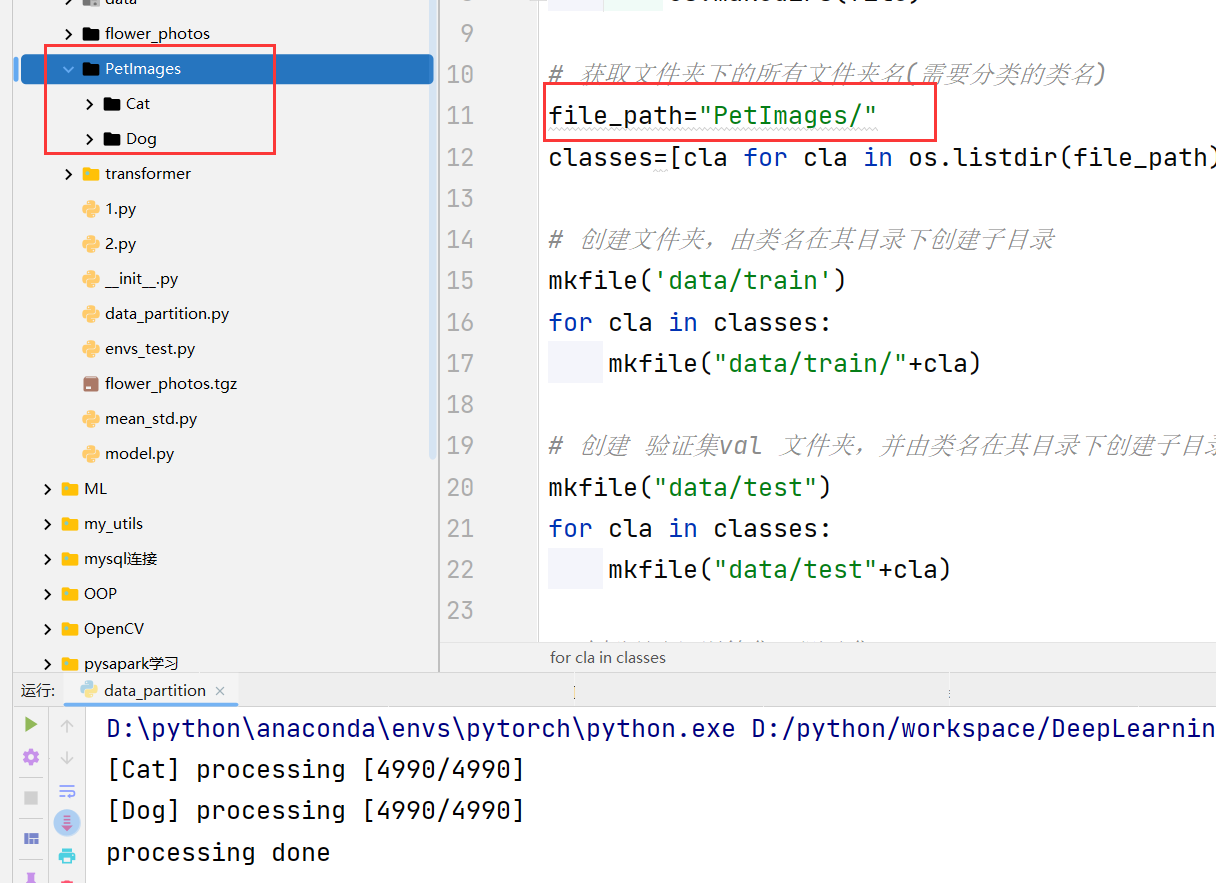 data
flower_photos
PetImages
Cat
Dog
transformer
1.py
2.py
__init__.py
data_partition.py
envs_test.py
flower_photos.tgz
mean_std.py
model.py
ML
my_utils
mysql连接
OOP
OpenCV
pysapark学习
9
10 # 获取文件夹下的所有文件夹名(需要分类的类名)
11 file_path="PetImages/"
12 classes=[cla for cla in os.listdir(file_path)
13
14 # 创建文件夹，由类名在其目录下创建子目录
15 mkfile('data/train')
16 for cla in classes:
17 mkfile("data/train/"+cla)
18
19 # 创建 验证集val 文件夹，并由类名在其目录下创建子目录
20 mkfile("data/test")
21 for cla in classes:
22 mkfile("data/test"+cla)
23
for cla in classes
运行: data_partition ×
D:\python\anaconda\envs\pytorch\python.exe D:/python/workspace/DeepLearnin
[Cat] processing [4990/4990]
[Dog] processing [4990/4990]
processing done